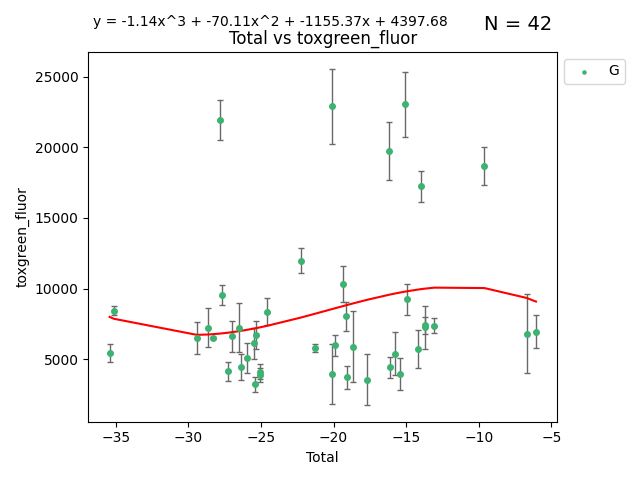 y = -1.14x^3 + -70.11x^2 + -1155.37x + 4397.68
N = 42
Total vs toxgreen_fluor
G
25000
20000
15000
10000
5000
toxgreen_fluor
−35 −30 −25 −20 −15 −10 −5
Total